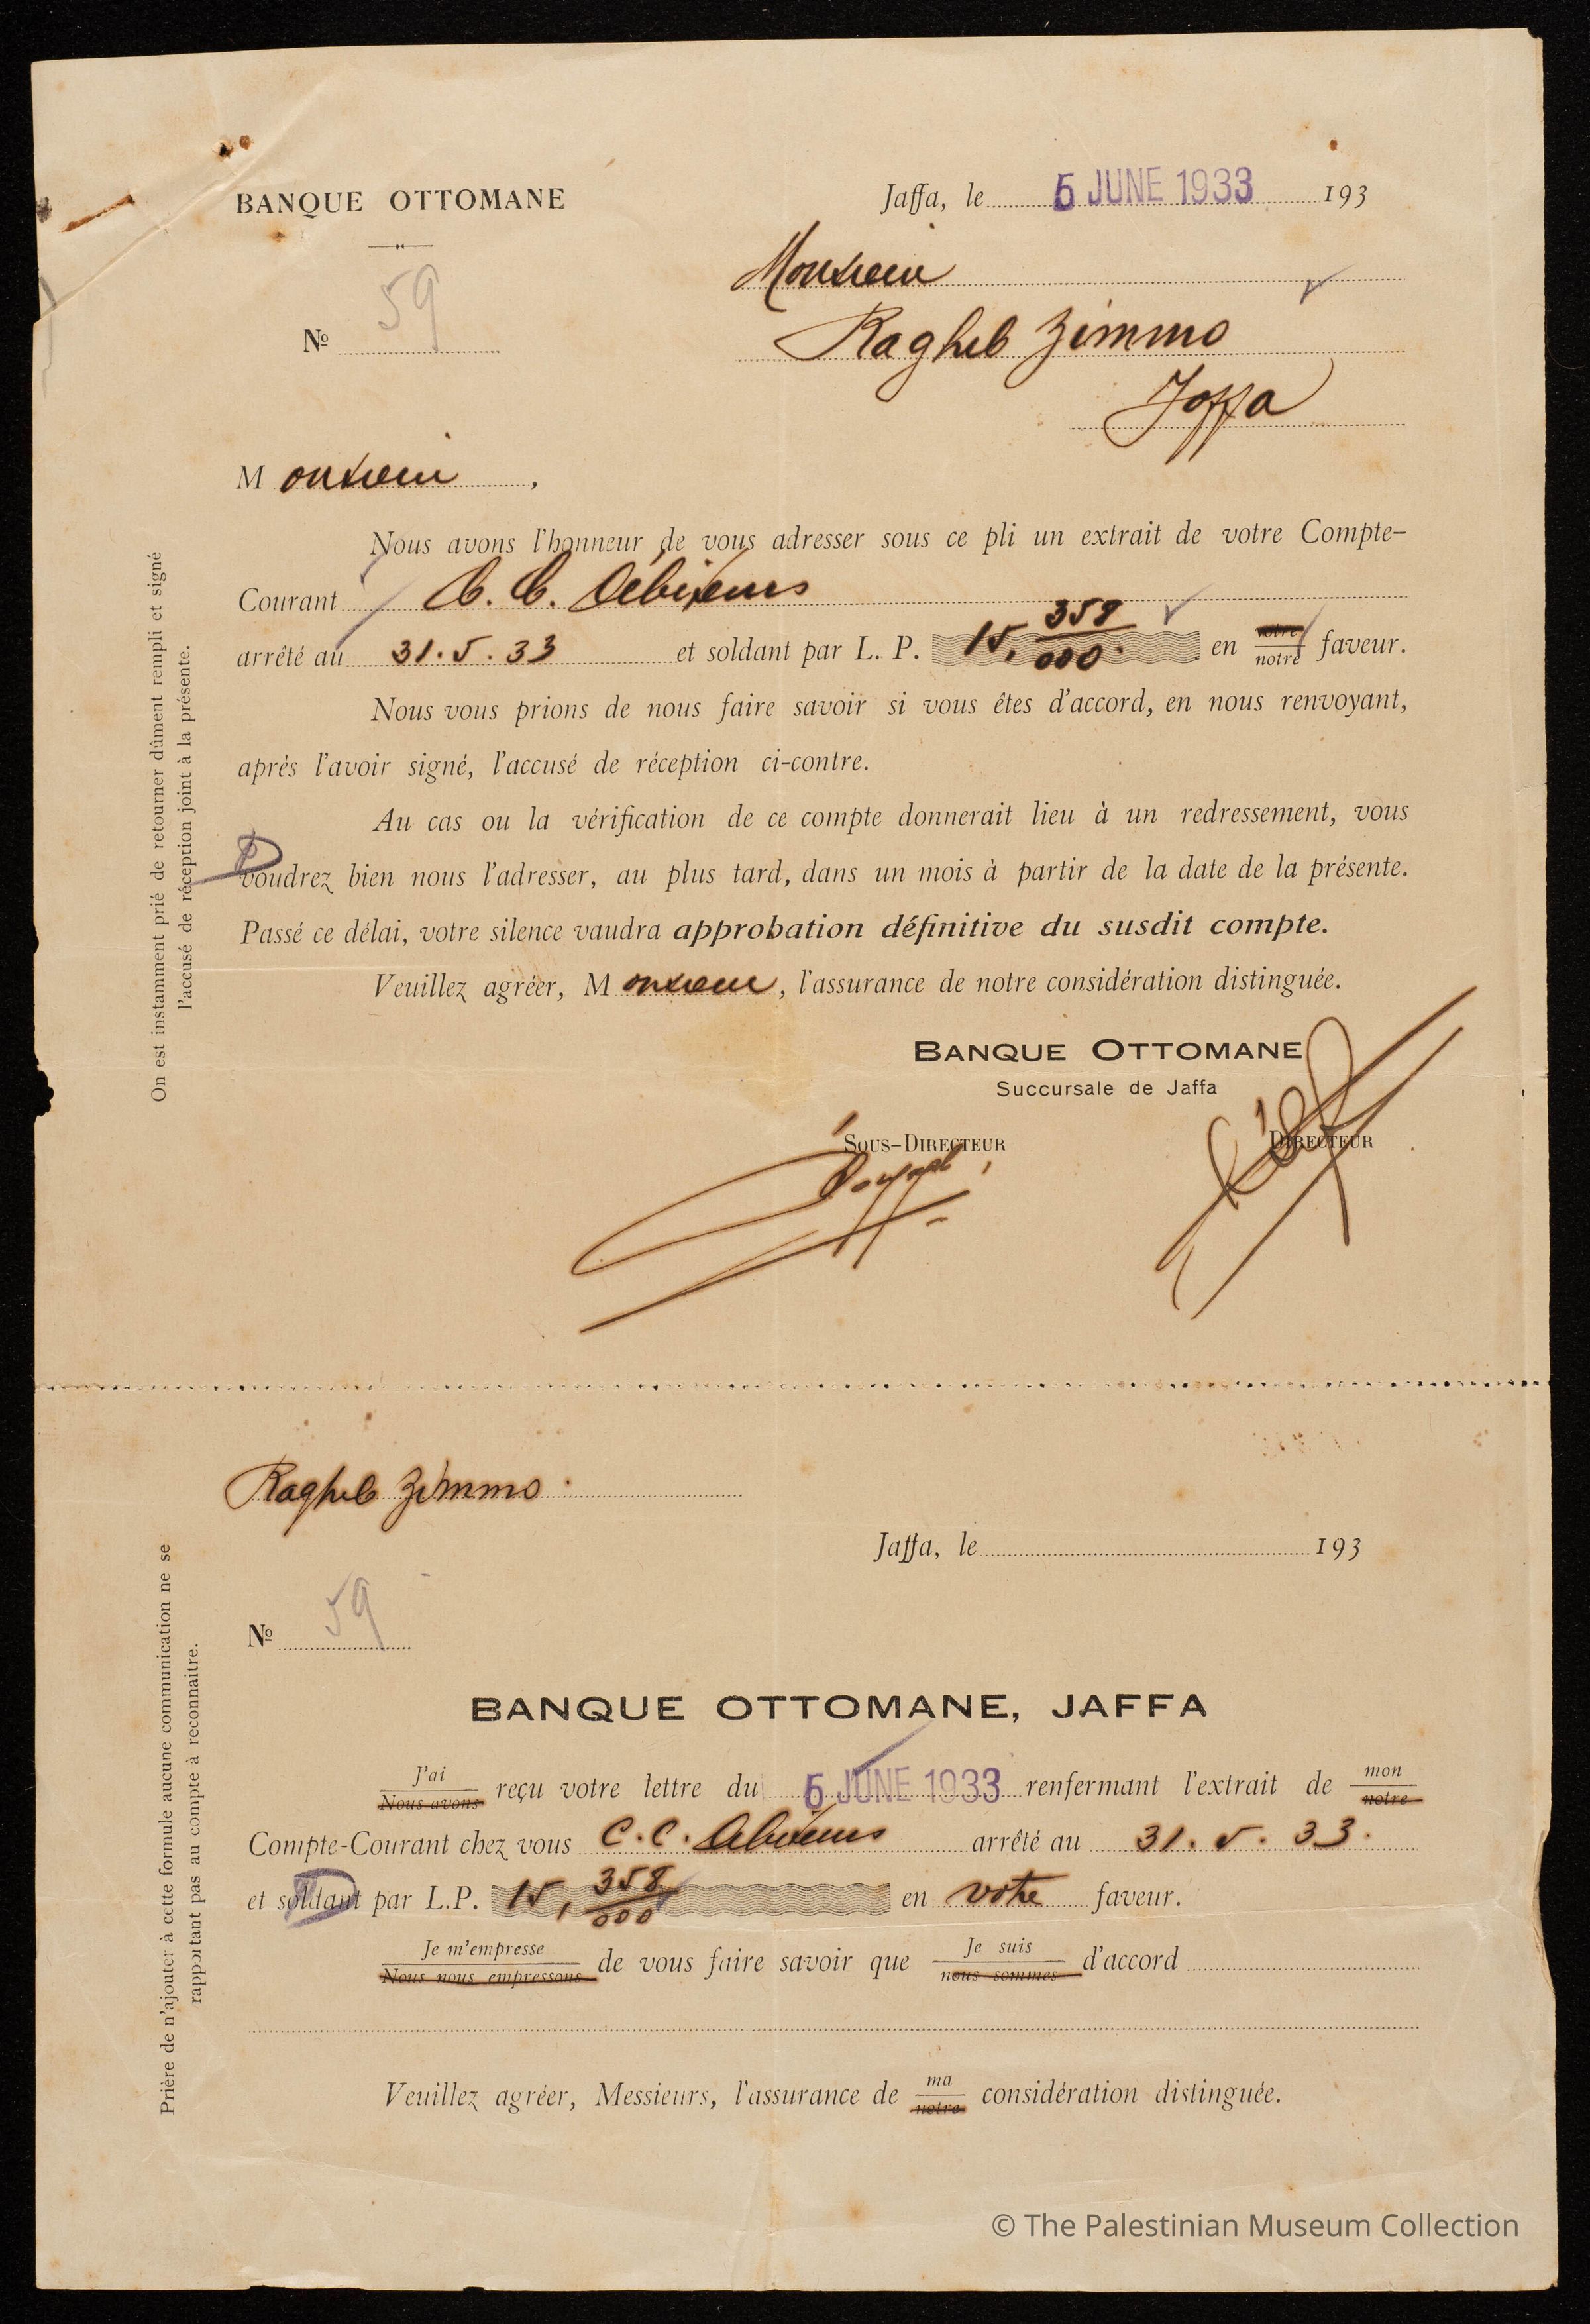 BANQUE OTTOMANE
Jaffa, le 5 JUNE 1933 193
Monsieur
№ 59
Ragheb Zimmo
Jaffa
M onsieur ,
Nous avons l'honneur de vous adresser sous ce pli un extrait de votre Compte-
Courant C. C. Débiteurs
arrêté au 31.5.33 et soldant par L. P. 15, 358/000 en votre notre faveur.
Nous vous prions de nous faire savoir si vous êtes d'accord, en nous renvoyant,
après l'avoir signé, l'accusé de réception ci-contre.
Au cas ou la vérification de ce compte donnerait lieu à un redressement, vous
voudrez bien nous l'adresser, au plus tard, dans un mois à partir de la date de la présente.
Passé ce délai, votre silence vaudra approbation définitive du susdit compte.
Veuillez agréer, M onsieur, l'assurance de notre considération distinguée.
On est instamment prié de retourner dûment rempli et signé
l'accusé de réception joint à la présente.
BANQUE OTTOMANE
Succursale de Jaffa
SOUS-DIRECTEUR DIRECTEUR
Ragheb Zimmo
Jaffa, le 193
№ 59
BANQUE OTTOMANE, JAFFA
J'ai Nous avons reçu votre lettre du 5 JUNE 1933 renfermant l'extrait de mon notre
Compte-Courant chez vous C.C. Débiteurs arrêté au 31.5.33.
et soldant par L.P. 15, 358/000 en votre faveur.
Je m'empresse Nous nous empressons de vous faire savoir que Je suis nous sommes d'accord
Veuillez agréer, Messieurs, l'assurance de ma notre considération distinguée.
Prière de n'ajouter à cette formule aucune communication ne se
rapportant pas au compte à reconnaitre.
© The Palestinian Museum Collection